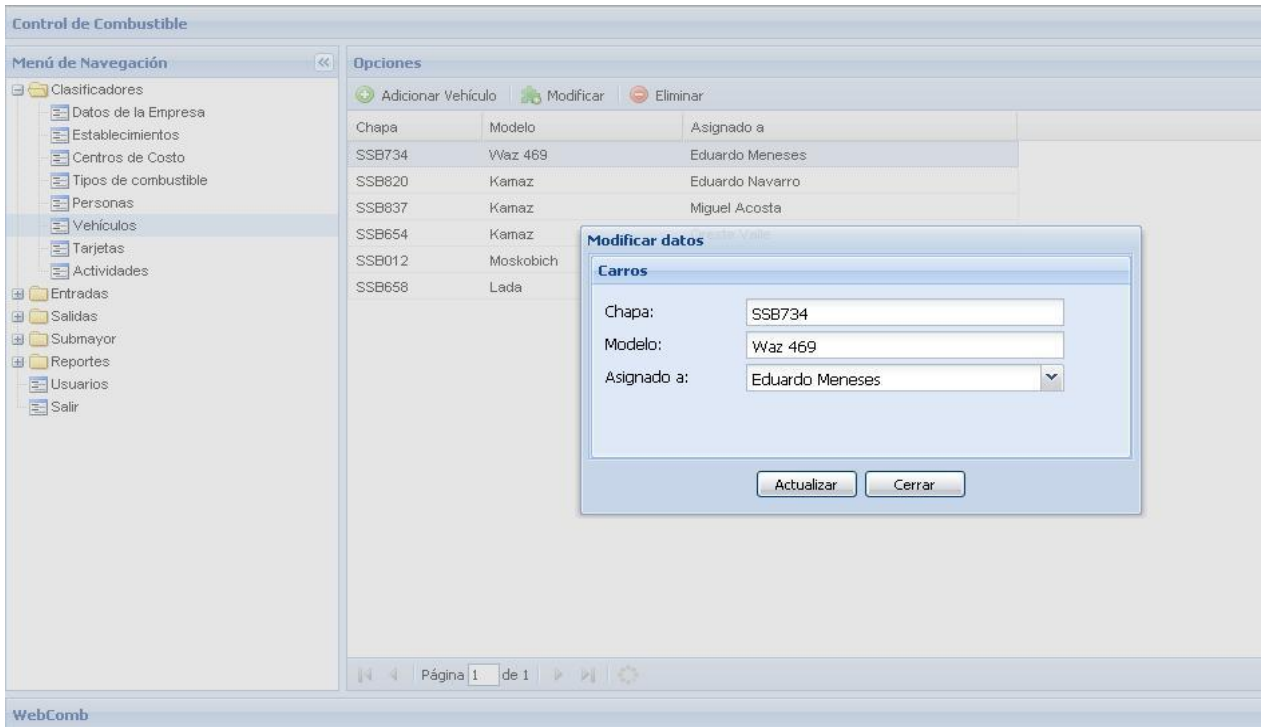 Control de Combustible
Menú de Navegación
Clasificadores
Datos de la Empresa
Establecimientos
Centros de Costo
Tipos de combustible
Personas
Vehículos
Tarjetas
Actividades
Entradas
Salidas
Submayor
Reportes
Usuarios
Salir
Opciones
Adicionar Vehículo Modificar Eliminar
Chapa Modelo Asignado a
SSB734 Waz 469 Eduardo Meneses
SSB820 Kamaz Eduardo Navarro
SSB837 Kamaz Miguel Acosta
SSB654 Kamaz Valle
SSB012 Moskobich
SSB658 Lada
Modificar datos
Carros
Chapa: SSB734
Modelo: Waz 469
Asignado a: Eduardo Meneses
Actualizar Cerrar
Página 1 de 1
WebComb